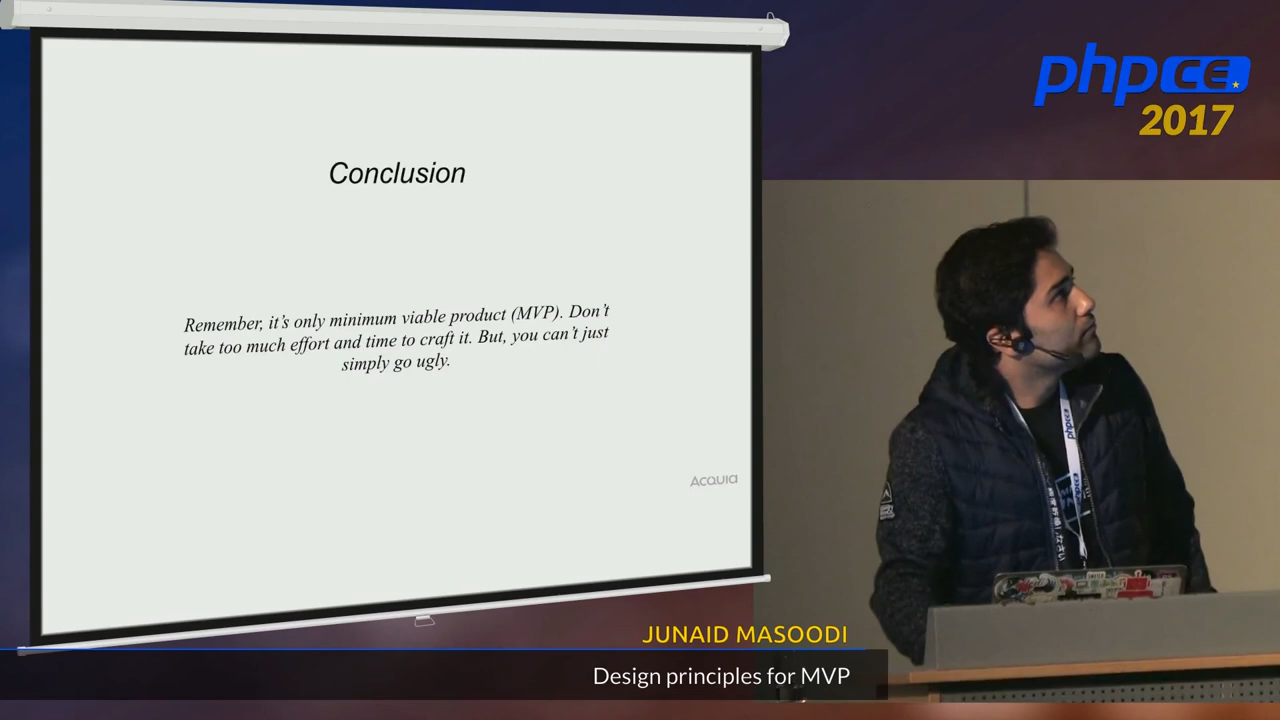 Conclusion
Remember, it's only minimum viable product (MVP). Don't
take too much effort and time to craft it. But, you can't just
simply go ugly.
Acquia
phpCE
2017
phpCE
JUNAID MASOODI
Design principles for MVP